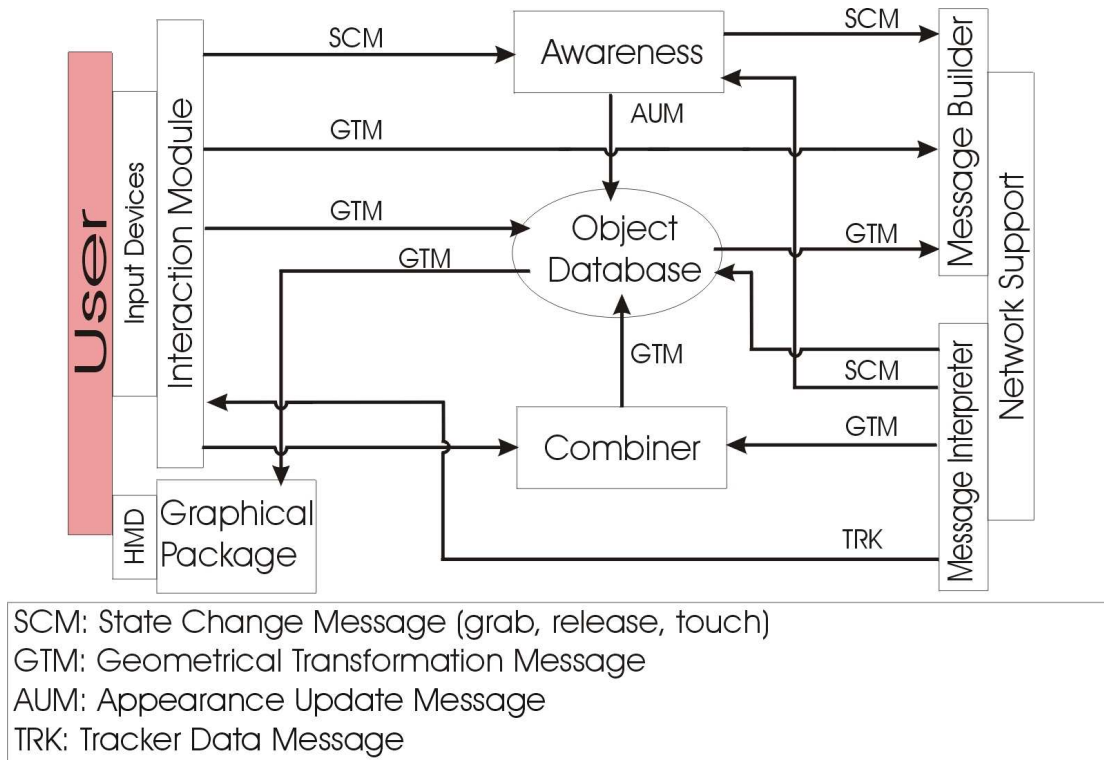 User
Input Devices
HMD
Interaction Module
Graphical
Package
SCM
Awareness
SCM
AUM
GTM
GTM
Object
Database
GTM
GTM
GTM
SCM
Combiner
GTM
TRK
Message Builder
Message Interpreter
Network Support
SCM: State Change Message (grab, release, touch)
GTM: Geometrical Transformation Message
AUM: Appearance Update Message
TRK: Tracker Data Message